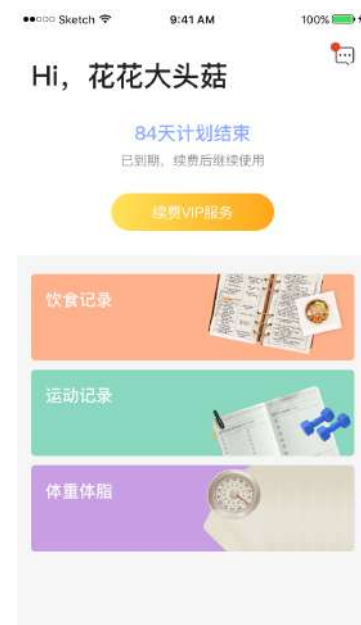 Sketch
9:41 AM
100%
Hi，花花大头菇
84天计划结束
已到期，续费后继续使用
续费VIP服务
饮食记录
运动记录
体重体脂